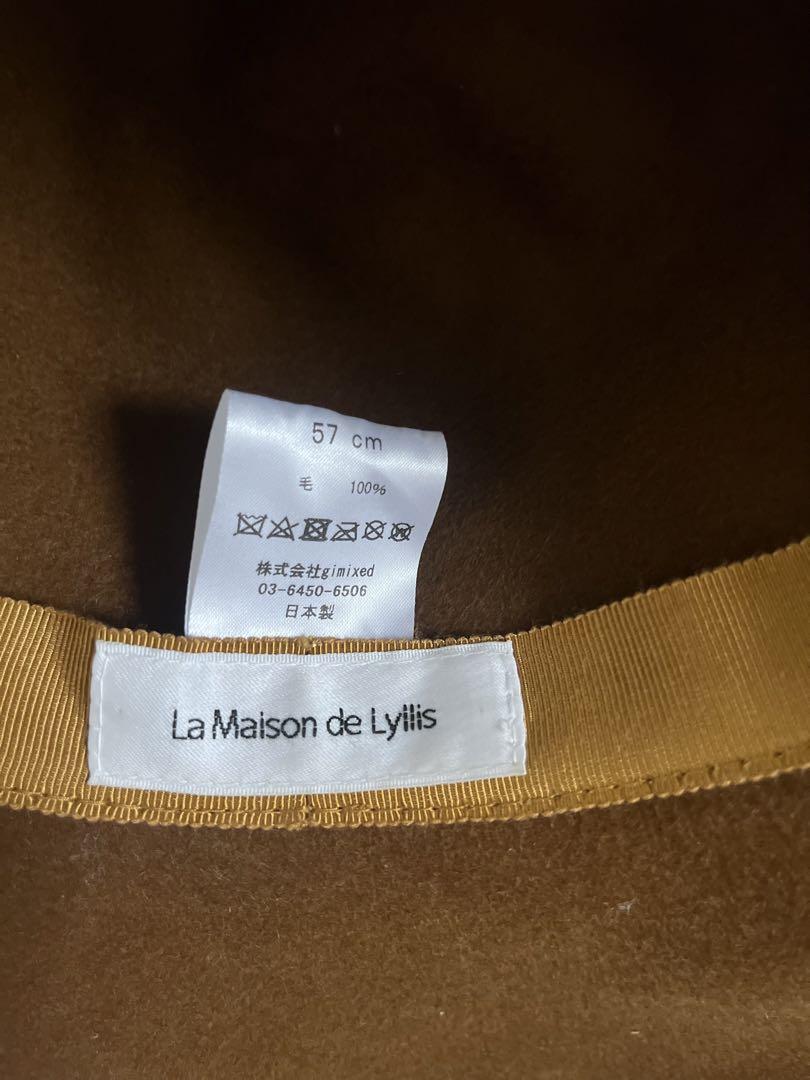 57 cm
毛 100%
株式会社gimixed
03-6450-6506
日本製
La Maison de Lyllis